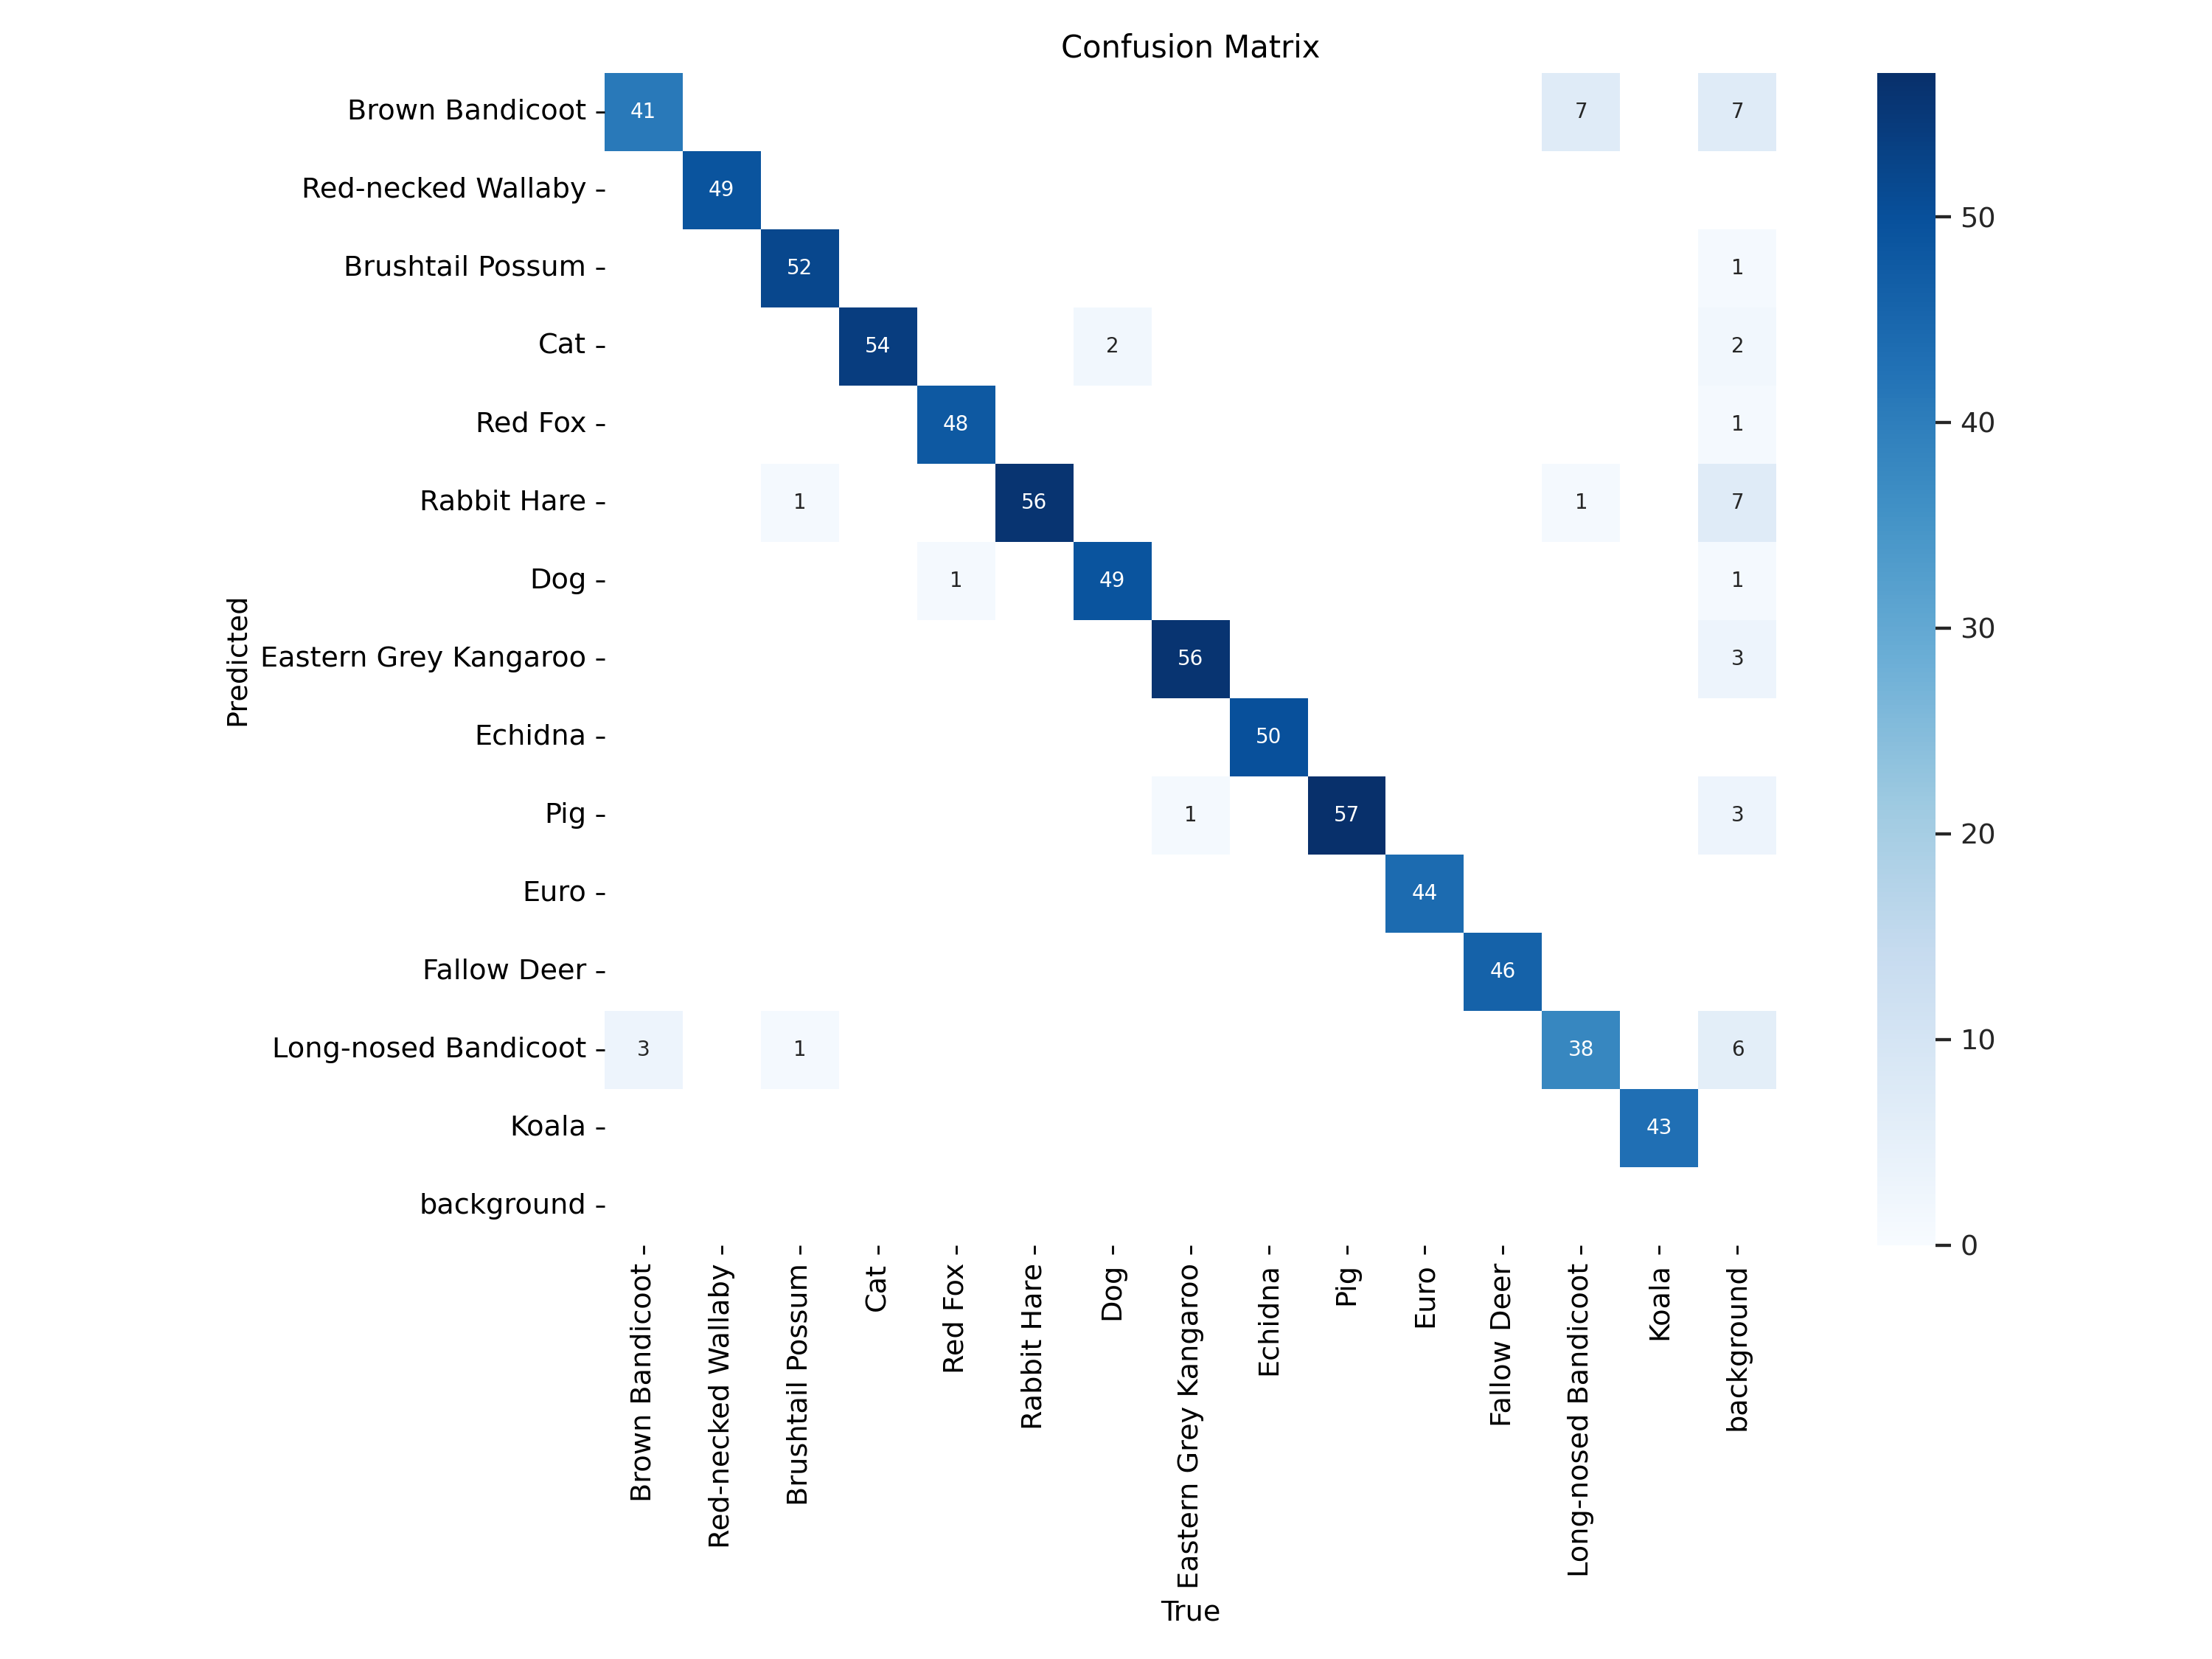 Confusion Matrix
Brown Bandicoot 41 7 7
Red-necked Wallaby 49
50
Brushtail Possum 52 1
Cat 54 2 2
Red Fox 48 1
40
Rabbit Hare 1 56 1 7
Dog 1 49 1
30
Predicted
Eastern Grey Kangaroo 56 3
Echidna 50
Pig 1 57 3
20
Euro 44
Fallow Deer 46
Long-nosed Bandicoot 3 1 38 6
10
Koala 43
background
0
Brown Bandicoot
Red-necked Wallaby
Brushtail Possum
Cat
Red Fox
Rabbit Hare
Dog
Eastern Grey Kangaroo
Echidna
Pig
Euro
Fallow Deer
Long-nosed Bandicoot
Koala
background
True